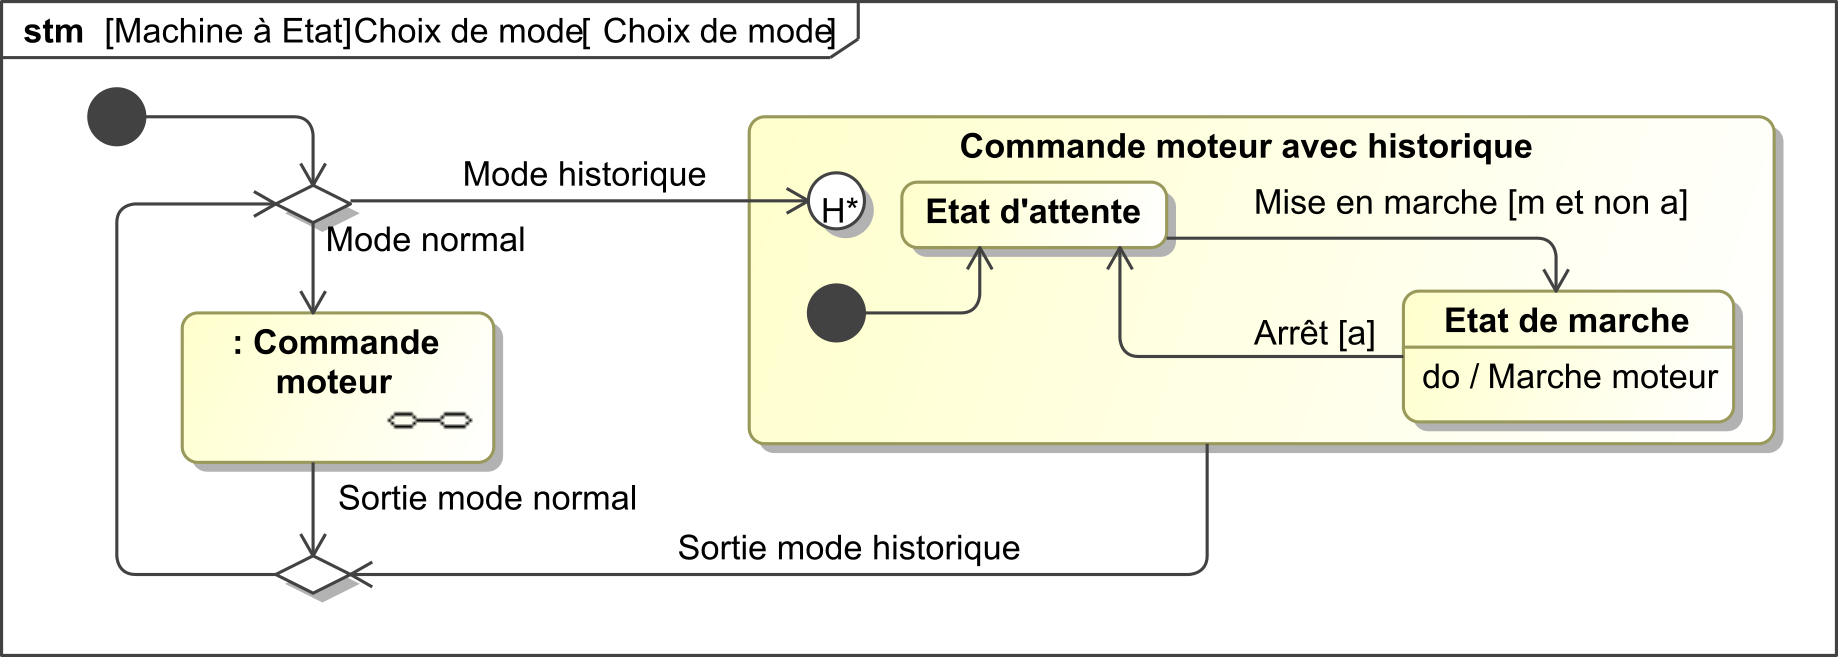 stm [Machine à Etat]Choix de mode[ Choix de mode]
Commande moteur avec historique
Mode historique
H*
Etat d'attente
Mise en marche [m et non a]
Mode normal
: Commande
moteur
Etat de marche
Arrêt [a]
do / Marche moteur
Sortie mode normal
Sortie mode historique